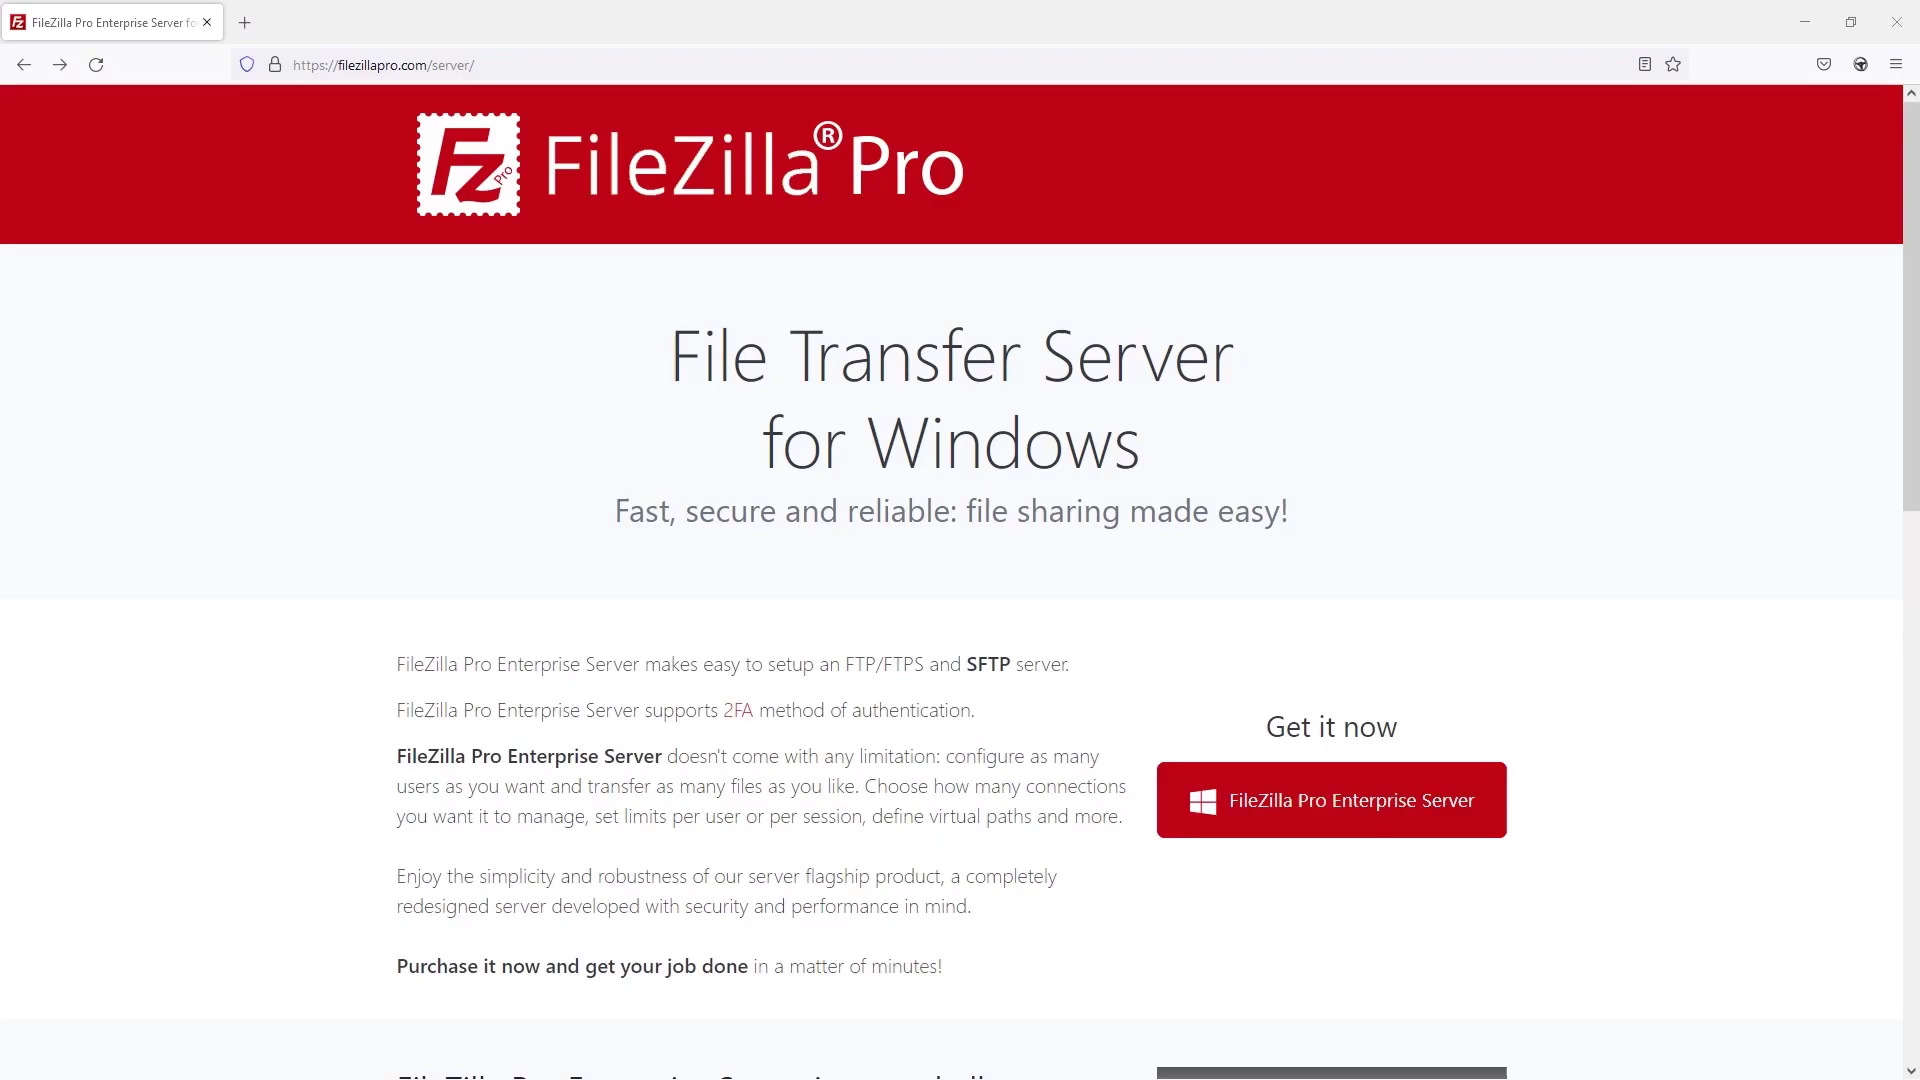 FileZilla Pro Enterprise Server fo
https://filezillapro.com/server/
Fz Pro FileZilla® Pro
File Transfer Server
for Windows
Fast, secure and reliable: file sharing made easy!
FileZilla Pro Enterprise Server makes easy to setup an FTP/FTPS and SFTP server.
FileZilla Pro Enterprise Server supports 2FA method of authentication.
FileZilla Pro Enterprise Server doesn't come with any limitation: configure as many
users as you want and transfer as many files as you like. Choose how many connections
you want it to manage, set limits per user or per session, define virtual paths and more.
Enjoy the simplicity and robustness of our server flagship product, a completely
redesigned server developed with security and performance in mind.
Purchase it now and get your job done in a matter of minutes!
Get it now
FileZilla Pro Enterprise Server